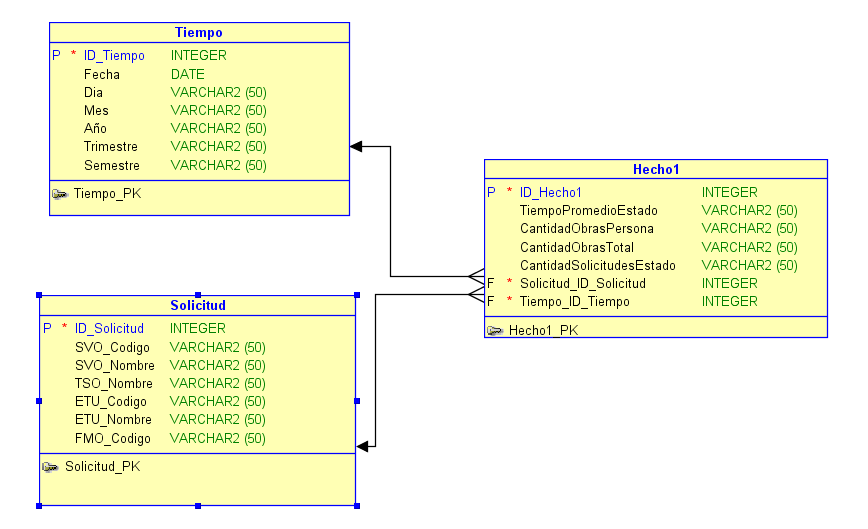 Tiempo
P * ID_Tiempo INTEGER
Fecha DATE
Dia VARCHAR2 (50)
Mes VARCHAR2 (50)
Año VARCHAR2 (50)
Trimestre VARCHAR2 (50)
Semestre VARCHAR2 (50)
Tiempo_PK
Hecho1
P * ID_Hecho1 INTEGER
TiempoPromedioEstado VARCHAR2 (50)
CantidadObrasPersona VARCHAR2 (50)
CantidadObrasTotal VARCHAR2 (50)
CantidadSolicitudesEstado VARCHAR2 (50)
F * Solicitud_ID_Solicitud INTEGER
F * Tiempo_ID_Tiempo INTEGER
Hecho1_PK
Solicitud
P * ID_Solicitud INTEGER
SVO_Codigo VARCHAR2 (50)
SVO_Nombre VARCHAR2 (50)
TSO_Nombre VARCHAR2 (50)
ETU_Codigo VARCHAR2 (50)
ETU_Nombre VARCHAR2 (50)
FMO_Codigo VARCHAR2 (50)
Solicitud_PK